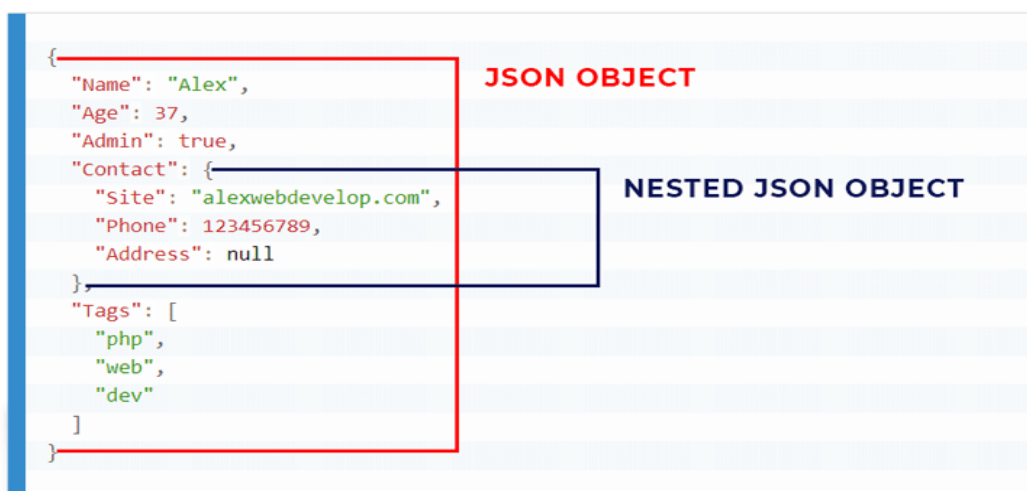 {
"Name": "Alex",
"Age": 37,
"Admin": true,
"Contact": {
"Site": "alexwebdevelop.com",
"Phone": 123456789,
"Address": null
},
"Tags": [
"php",
"web",
"dev"
]
}
JSON OBJECT
NESTED JSON OBJECT